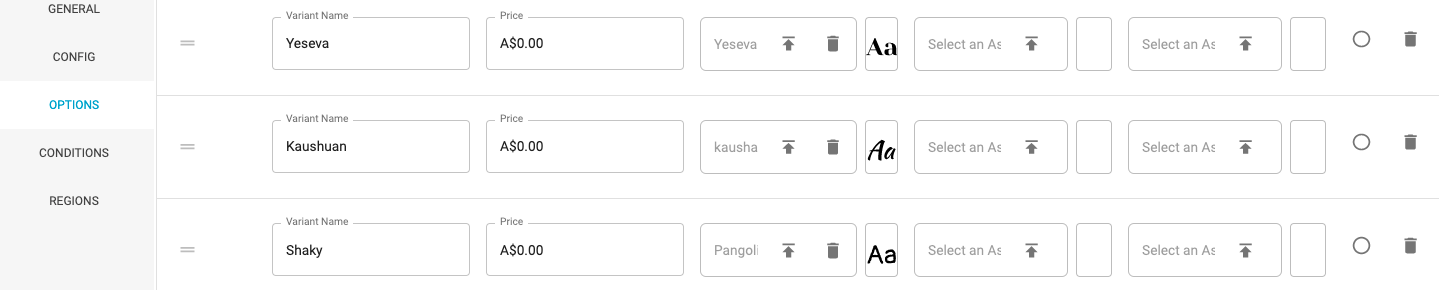 GENERAL
CONFIG
OPTIONS
CONDITIONS
REGIONS
Variant Name Price
Yeseva A$0.00 Yeseva Aa Select an As Select an As
Variant Name Price
Kaushuan A$0.00 kausha Aa Select an As Select an As
Variant Name Price
Shaky A$0.00 Pangoli Aa Select an As Select an As